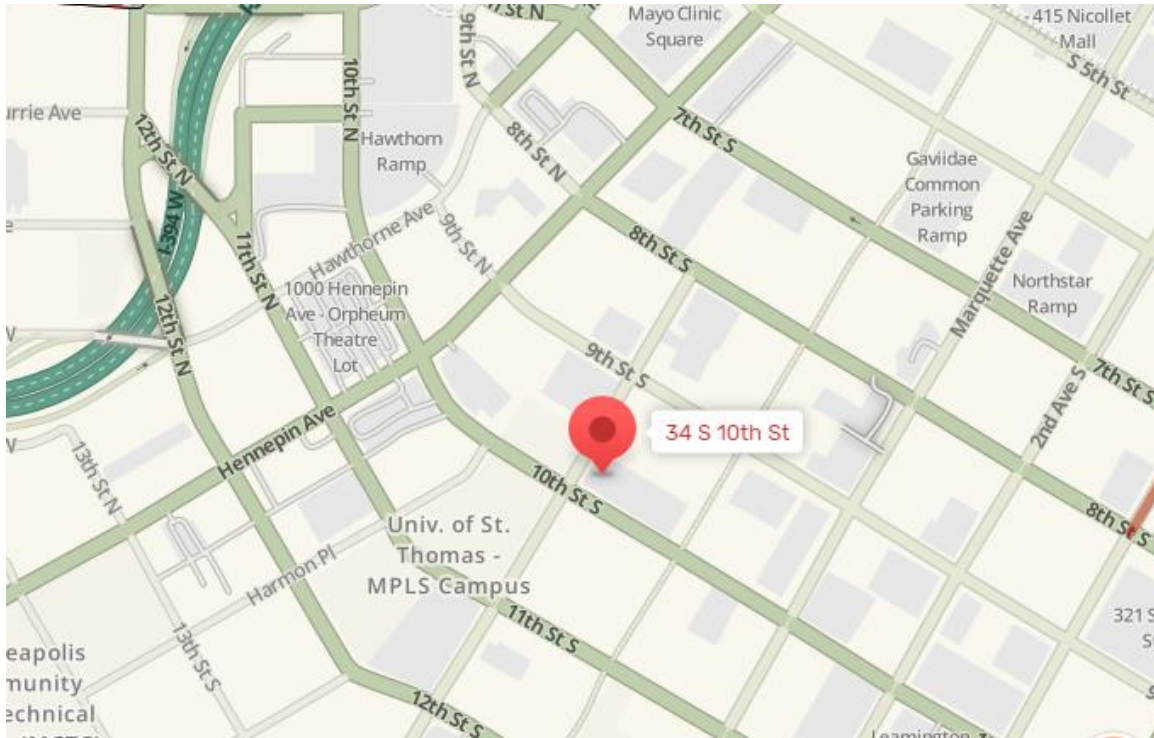 St N
9th St N
Mayo Clinic
Square
415 Nicollet
Mall
S 5th St
10th St N
urrie Ave
12th St N
Hawthorn
Ramp
8th St N
7th St S
Gaviidae
Common
Parking
Ramp
I-394 W
11th St N
Hawthorne Ave
9th St N
8th St S
Marquette Ave
Northstar
Ramp
1000 Hennepin
Ave - Orpheum
Theatre
Lot
12th St N
9th St S
7th St S
2nd Ave S
Hennepin Ave
34 S 10th St
13th St N
10th St S
8th St S
Univ. of St.
Thomas -
MPLS Campus
Harmon Pl
11th St S
321 S
13th St S
eapolis
munity
echnical
12th St S
Leamington